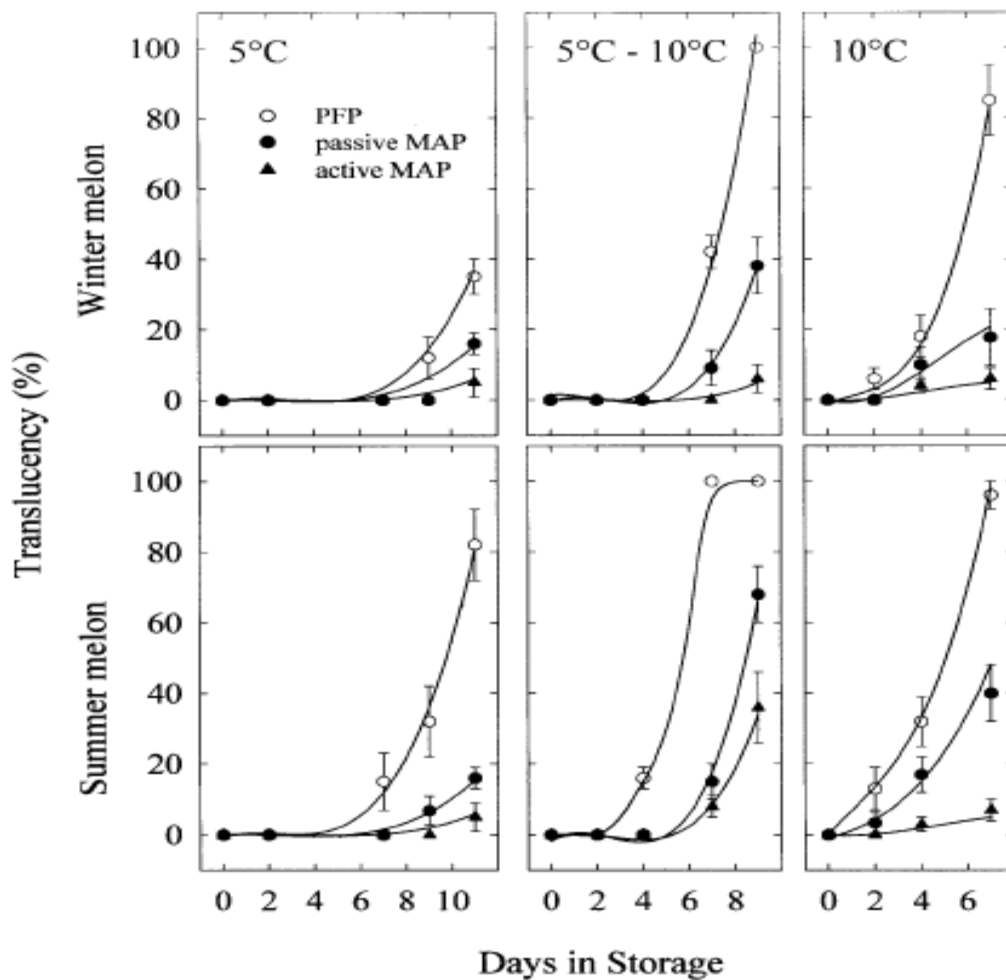 5°C
5°C - 10°C
10°C
PFP
passive MAP
active MAP
100
80
60
40
20
0
Winter melon
Translucency (%)
100
80
60
40
20
0
Summer melon
0 2 4 6 8 10
0 2 4 6 8
0 2 4 6
Days in Storage